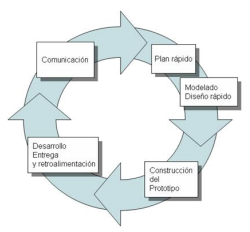 Comunicación
Plan rápido
Modelado
Diseño rápido
Construcción
del
Prototipo
Desarrollo
Entrega
y retroalimentación